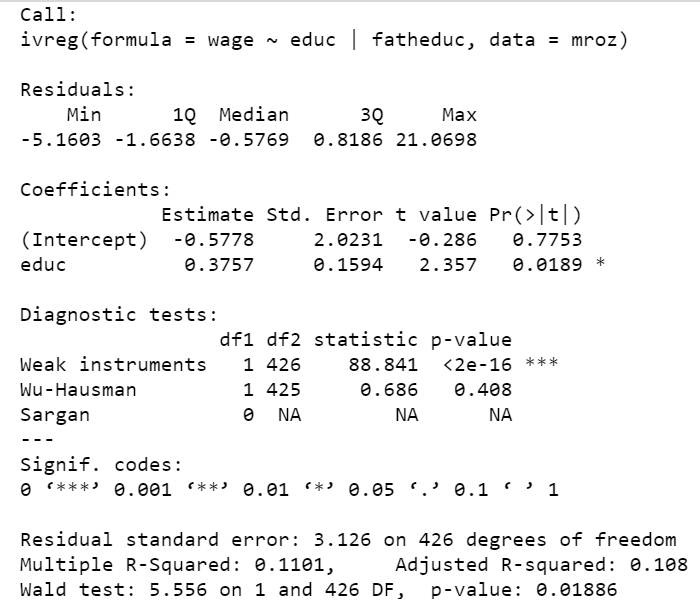 Call:
ivreg(formula = wage ~ educ | fatheduc, data = mroz)
Residuals:
    Min      1Q  Median      3Q     Max
-5.1603 -1.6638 -0.5769  0.8186 21.0698
Coefficients:
            Estimate Std. Error t value Pr(>|t|)
(Intercept)  -0.5778     2.0231  -0.286   0.7753
educ          0.3757     0.1594   2.357   0.0189 *
Diagnostic tests:
                 df1 df2 statistic p-value
Weak instruments   1 426    88.841  <2e-16 ***
Wu-Hausman         1 425     0.686   0.408
Sargan             0  NA        NA      NA
---
Signif. codes:
0 ‘***’ 0.001 ‘**’ 0.01 ‘*’ 0.05 ‘.’ 0.1 ‘ ’ 1
Residual standard error: 3.126 on 426 degrees of freedom
Multiple R-Squared: 0.1101,     Adjusted R-squared: 0.108
Wald test: 5.556 on 1 and 426 DF,  p-value: 0.01886